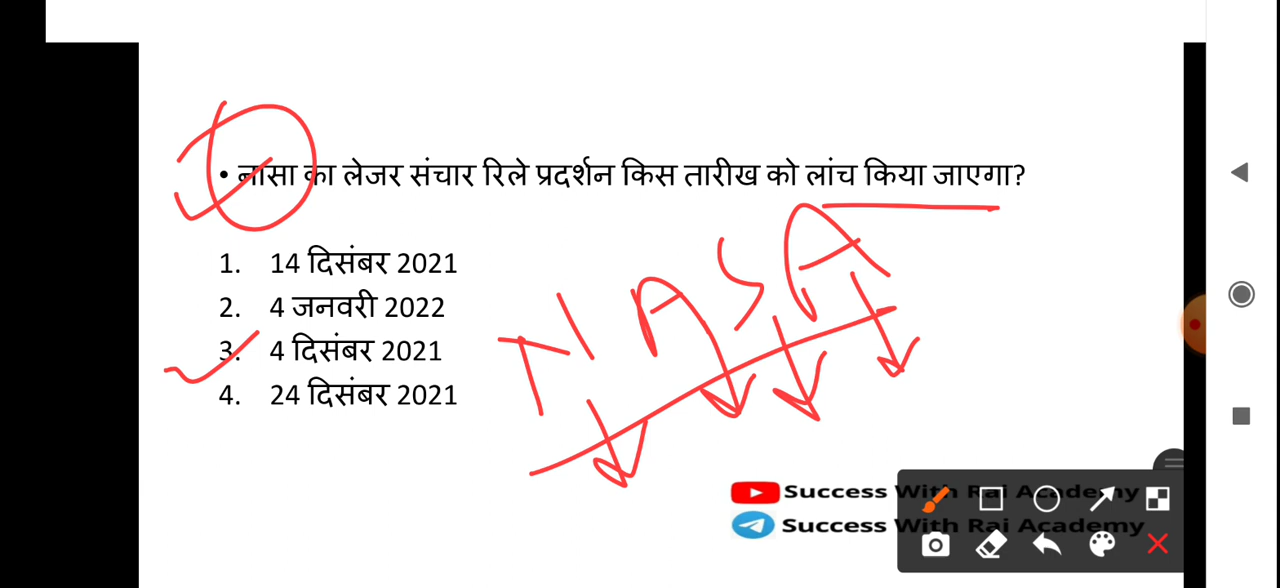 • नासा का लेजर संचार रिले प्रदर्शन किस तारीख को लांच किया जाएगा?
1. 14 दिसंबर 2021
2. 4 जनवरी 2022
3. 4 दिसंबर 2021
4. 24 दिसंबर 2021
NASA
Success With Rai Academy
Success With Rai Academy